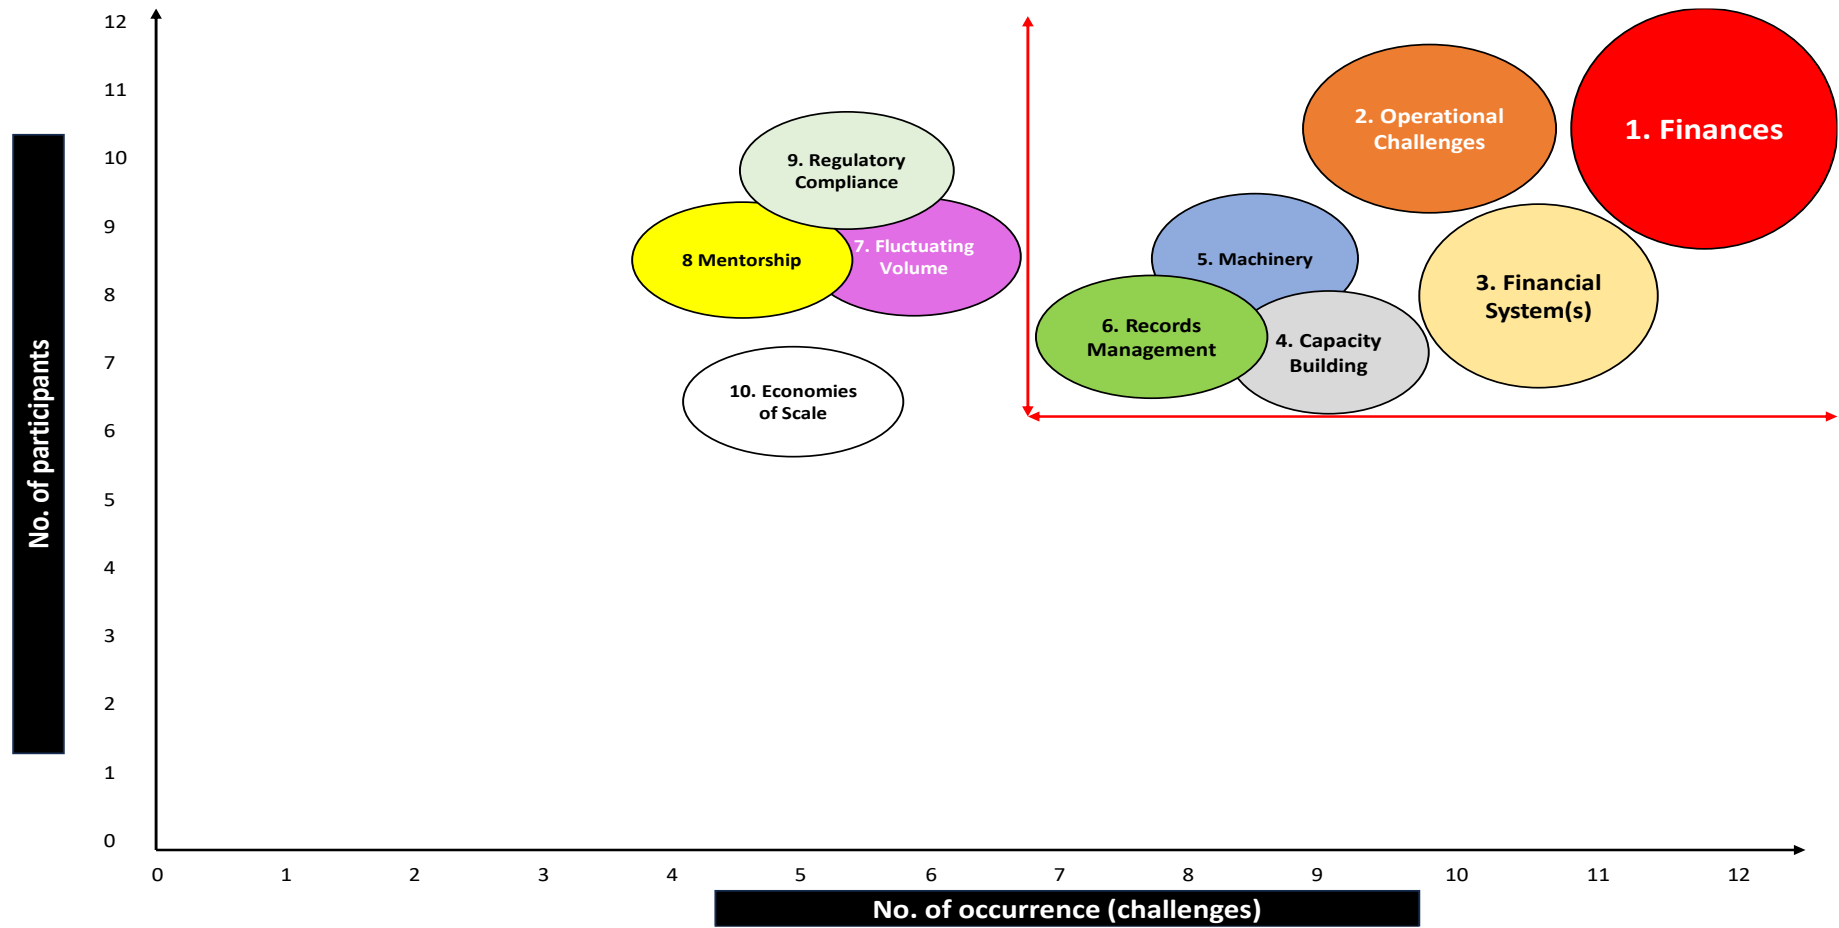 12
11
10
9
8
7
6
5
4
3
2
1
0
No. of participants
1. Finances
2. Operational
Challenges
9. Regulatory
Compliance
8 Mentorship
7. Fluctuating
Volume
5. Machinery
3. Financial
System(s)
6. Records
Management
4. Capacity
Building
10. Economies
of Scale
0 1 2 3 4 5 6 7 8 9 10 11 12
No. of occurrence (challenges)